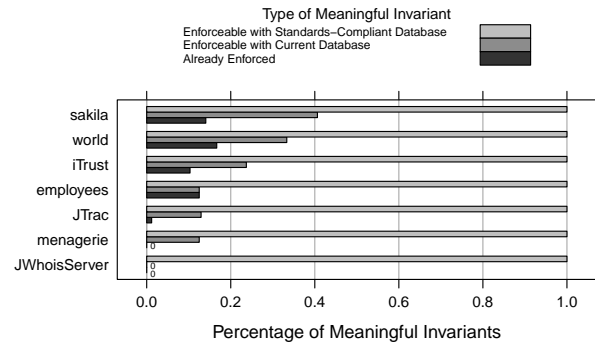 Type of Meaningful Invariant
Enforceable with Standards−Compliant Database
Enforceable with Current Database
Already Enforced
sakila
world
iTrust
employees
JTrac
menagerie
0
JWhoisServer
0
0
0.0 0.2 0.4 0.6 0.8 1.0
Percentage of Meaningful Invariants